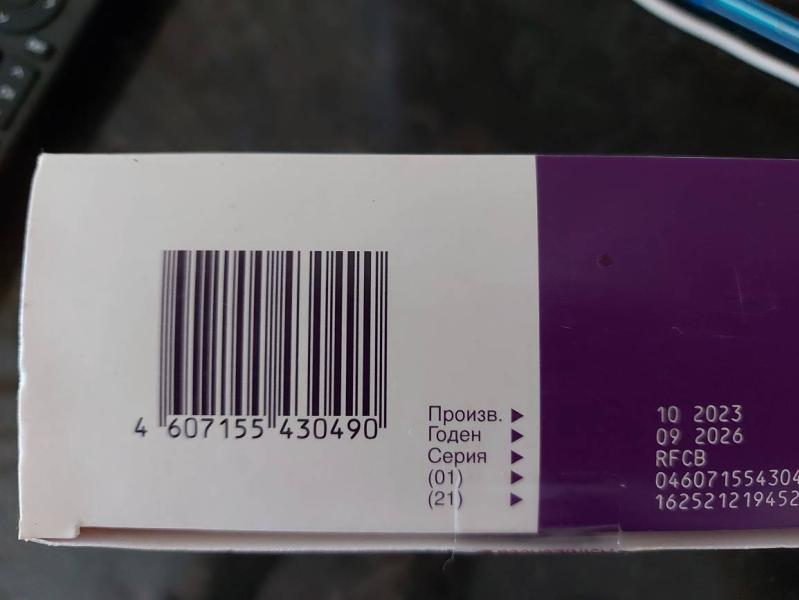 4 607155 430490
Произв. ▶ 10 2023
Годен ▶ 09 2026
Серия ▶ RFCB
(01) ▶ 046071554304
(21) ▶ 162521219452